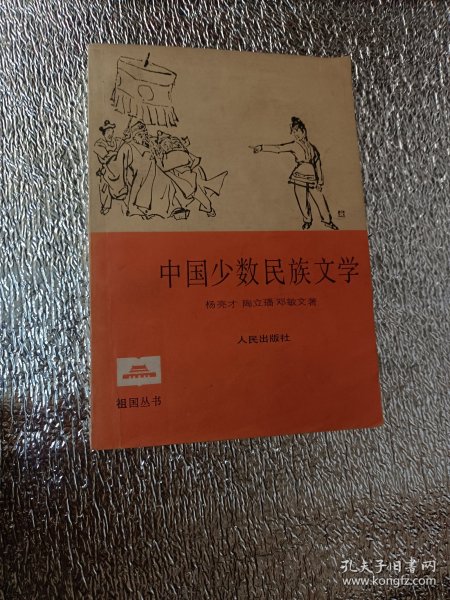 中国少数民族文学
杨亮才 陶立璠 邓敏文著
人民出版社
祖国丛书
孔夫子旧书网
www.kongfz.com